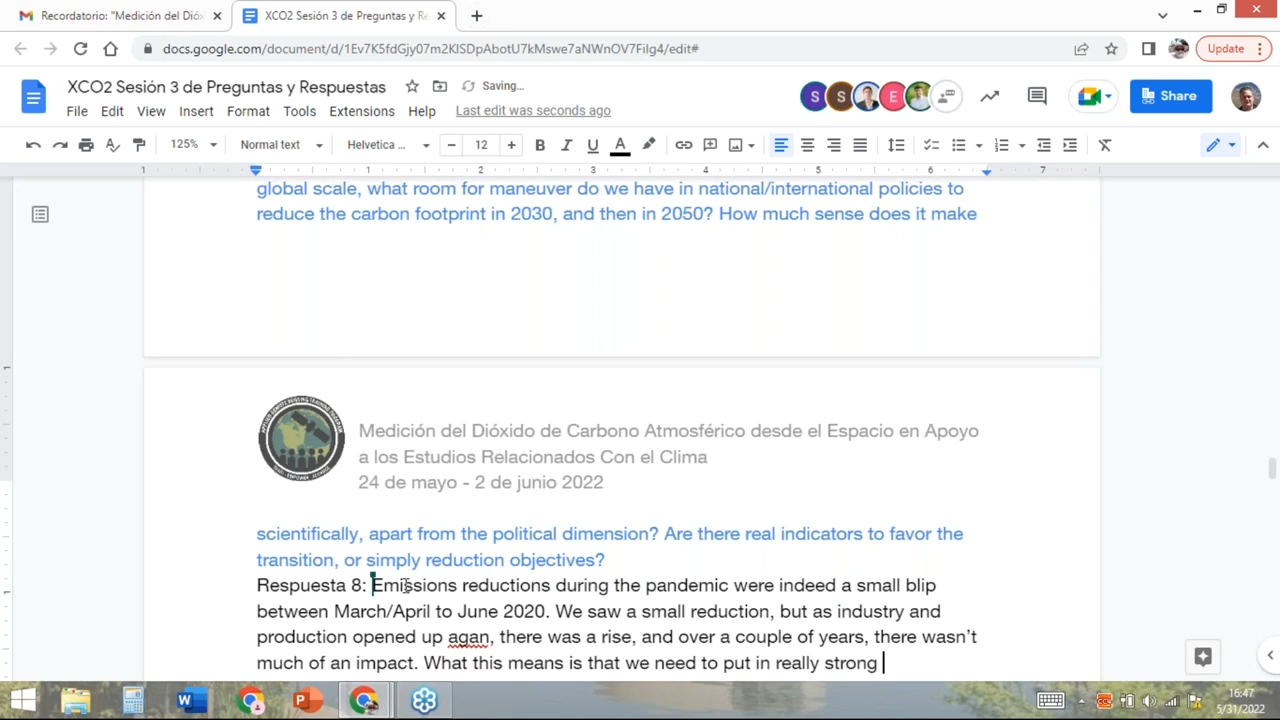 Recordatorio: "Medición del Dióx
XCO2 Sesión 3 de Preguntas y Re
docs.google.com/document/d/1Ev7K5fdGjy07m2KlSDpAbotU7kMswe7aNWnOV7Filg4/edit#
Update
XCO2 Sesión 3 de Preguntas y Respuestas
Saving...
File Edit View Insert Format Tools Extensions Help Last edit was seconds ago
S S E
Share
125% Normal text Helvetica ... 12 B I U A
1 1 2 3 4 5 6 7
global scale, what room for maneuver do we have in national/international policies to
reduce the carbon footprint in 2030, and then in 2050? How much sense does it make
Medición del Dióxido de Carbono Atmosférico desde el Espacio en Apoyo
a los Estudios Relacionados Con el Clima
24 de mayo - 2 de junio 2022
scientifically, apart from the political dimension? Are there real indicators to favor the
transition, or simply reduction objectives?
Respuesta 8: Emissions reductions during the pandemic were indeed a small blip
between March/April to June 2020. We saw a small reduction, but as industry and
production opened up agan, there was a rise, and over a couple of years, there wasn't
much of an impact. What this means is that we need to put in really strong
16:47
5/31/2022